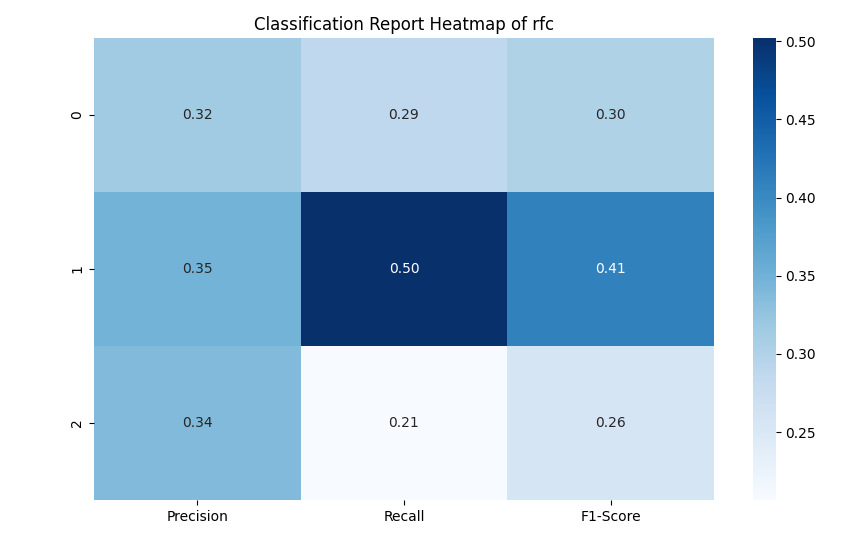 Classification Report Heatmap of rfc
0 0.32 0.29 0.30
1 0.35 0.50 0.41
2 0.34 0.21 0.26
Precision Recall F1-Score
0.50
0.45
0.40
0.35
0.30
0.25